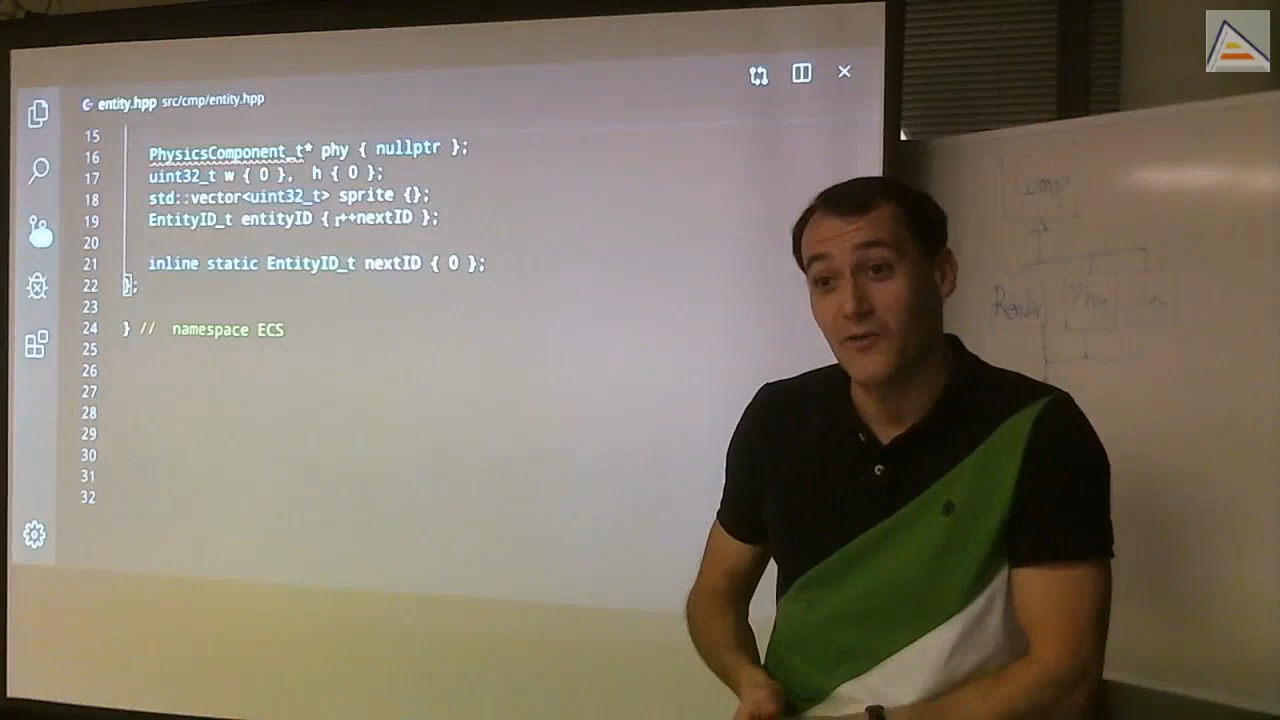 entity.hpp src/cmp/entity.hpp
15
16 PhysicsComponent_t* phy { nullptr };
17 uint32_t w { 0 }, h { 0 };
18 std::vector<uint32_t> sprite {};
19 EntityID_t entityID { ++nextID };
20
21 inline static EntityID_t nextID { 0 };
22 };
23
24 } // namespace ECS
25
26
27
28
29
30
31
32
Render Phy